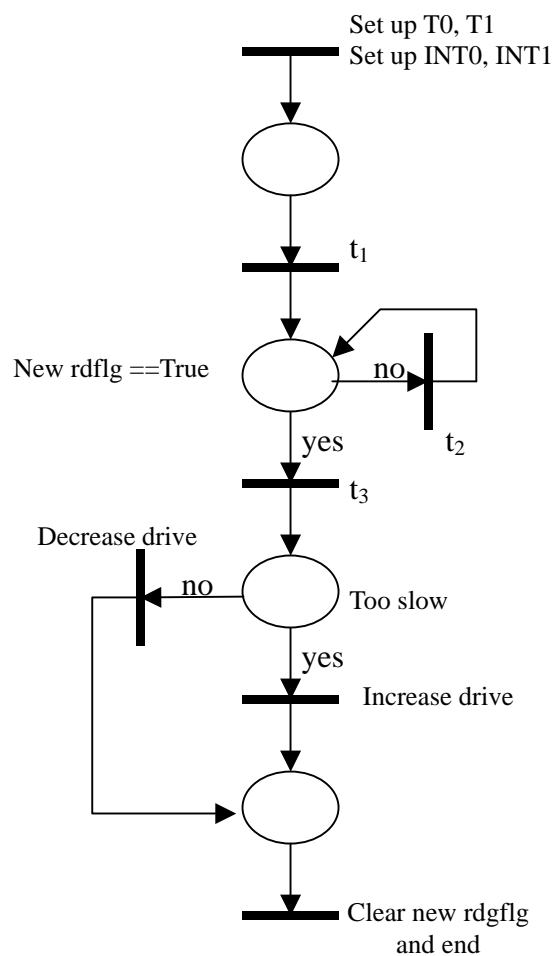 Set up T0, T1
Set up INT0, INT1
t1
New rdflg ==True
no
t2
yes
t3
Decrease drive
no
Too slow
yes
Increase drive
Clear new rdgflg
and end